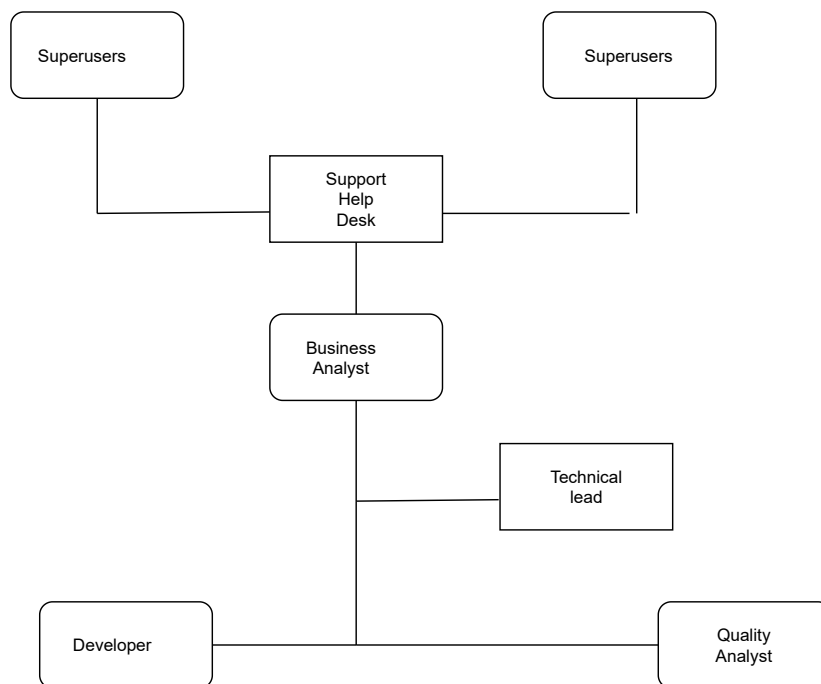 Superusers
Superusers
Support
Help
Desk
Business
Analyst
Technical
lead
Developer
Quality
Analyst